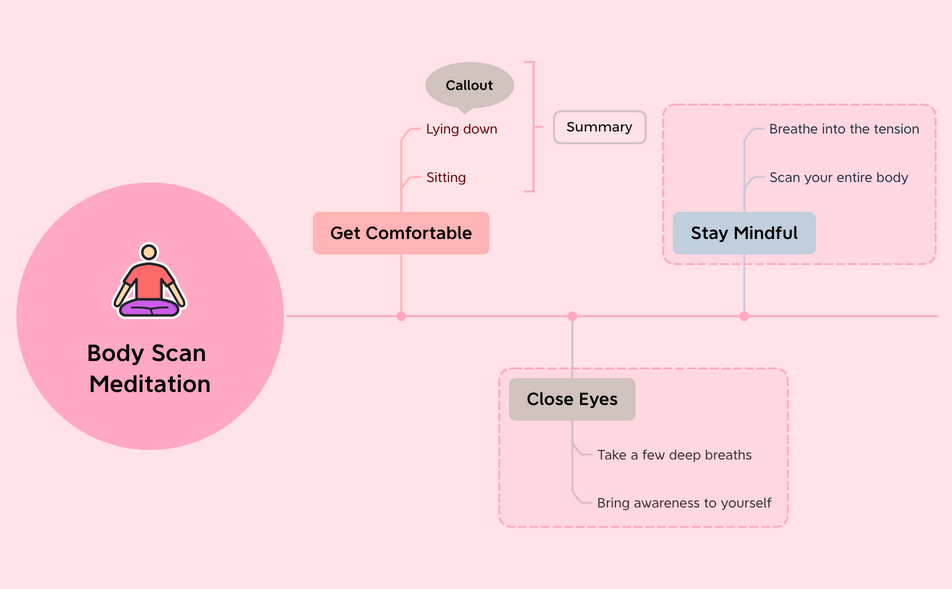 Body Scan
Meditation
Callout
Lying down
Sitting
Summary
Get Comfortable
Close Eyes
Take a few deep breaths
Bring awareness to yourself
Breathe into the tension
Scan your entire body
Stay Mindful